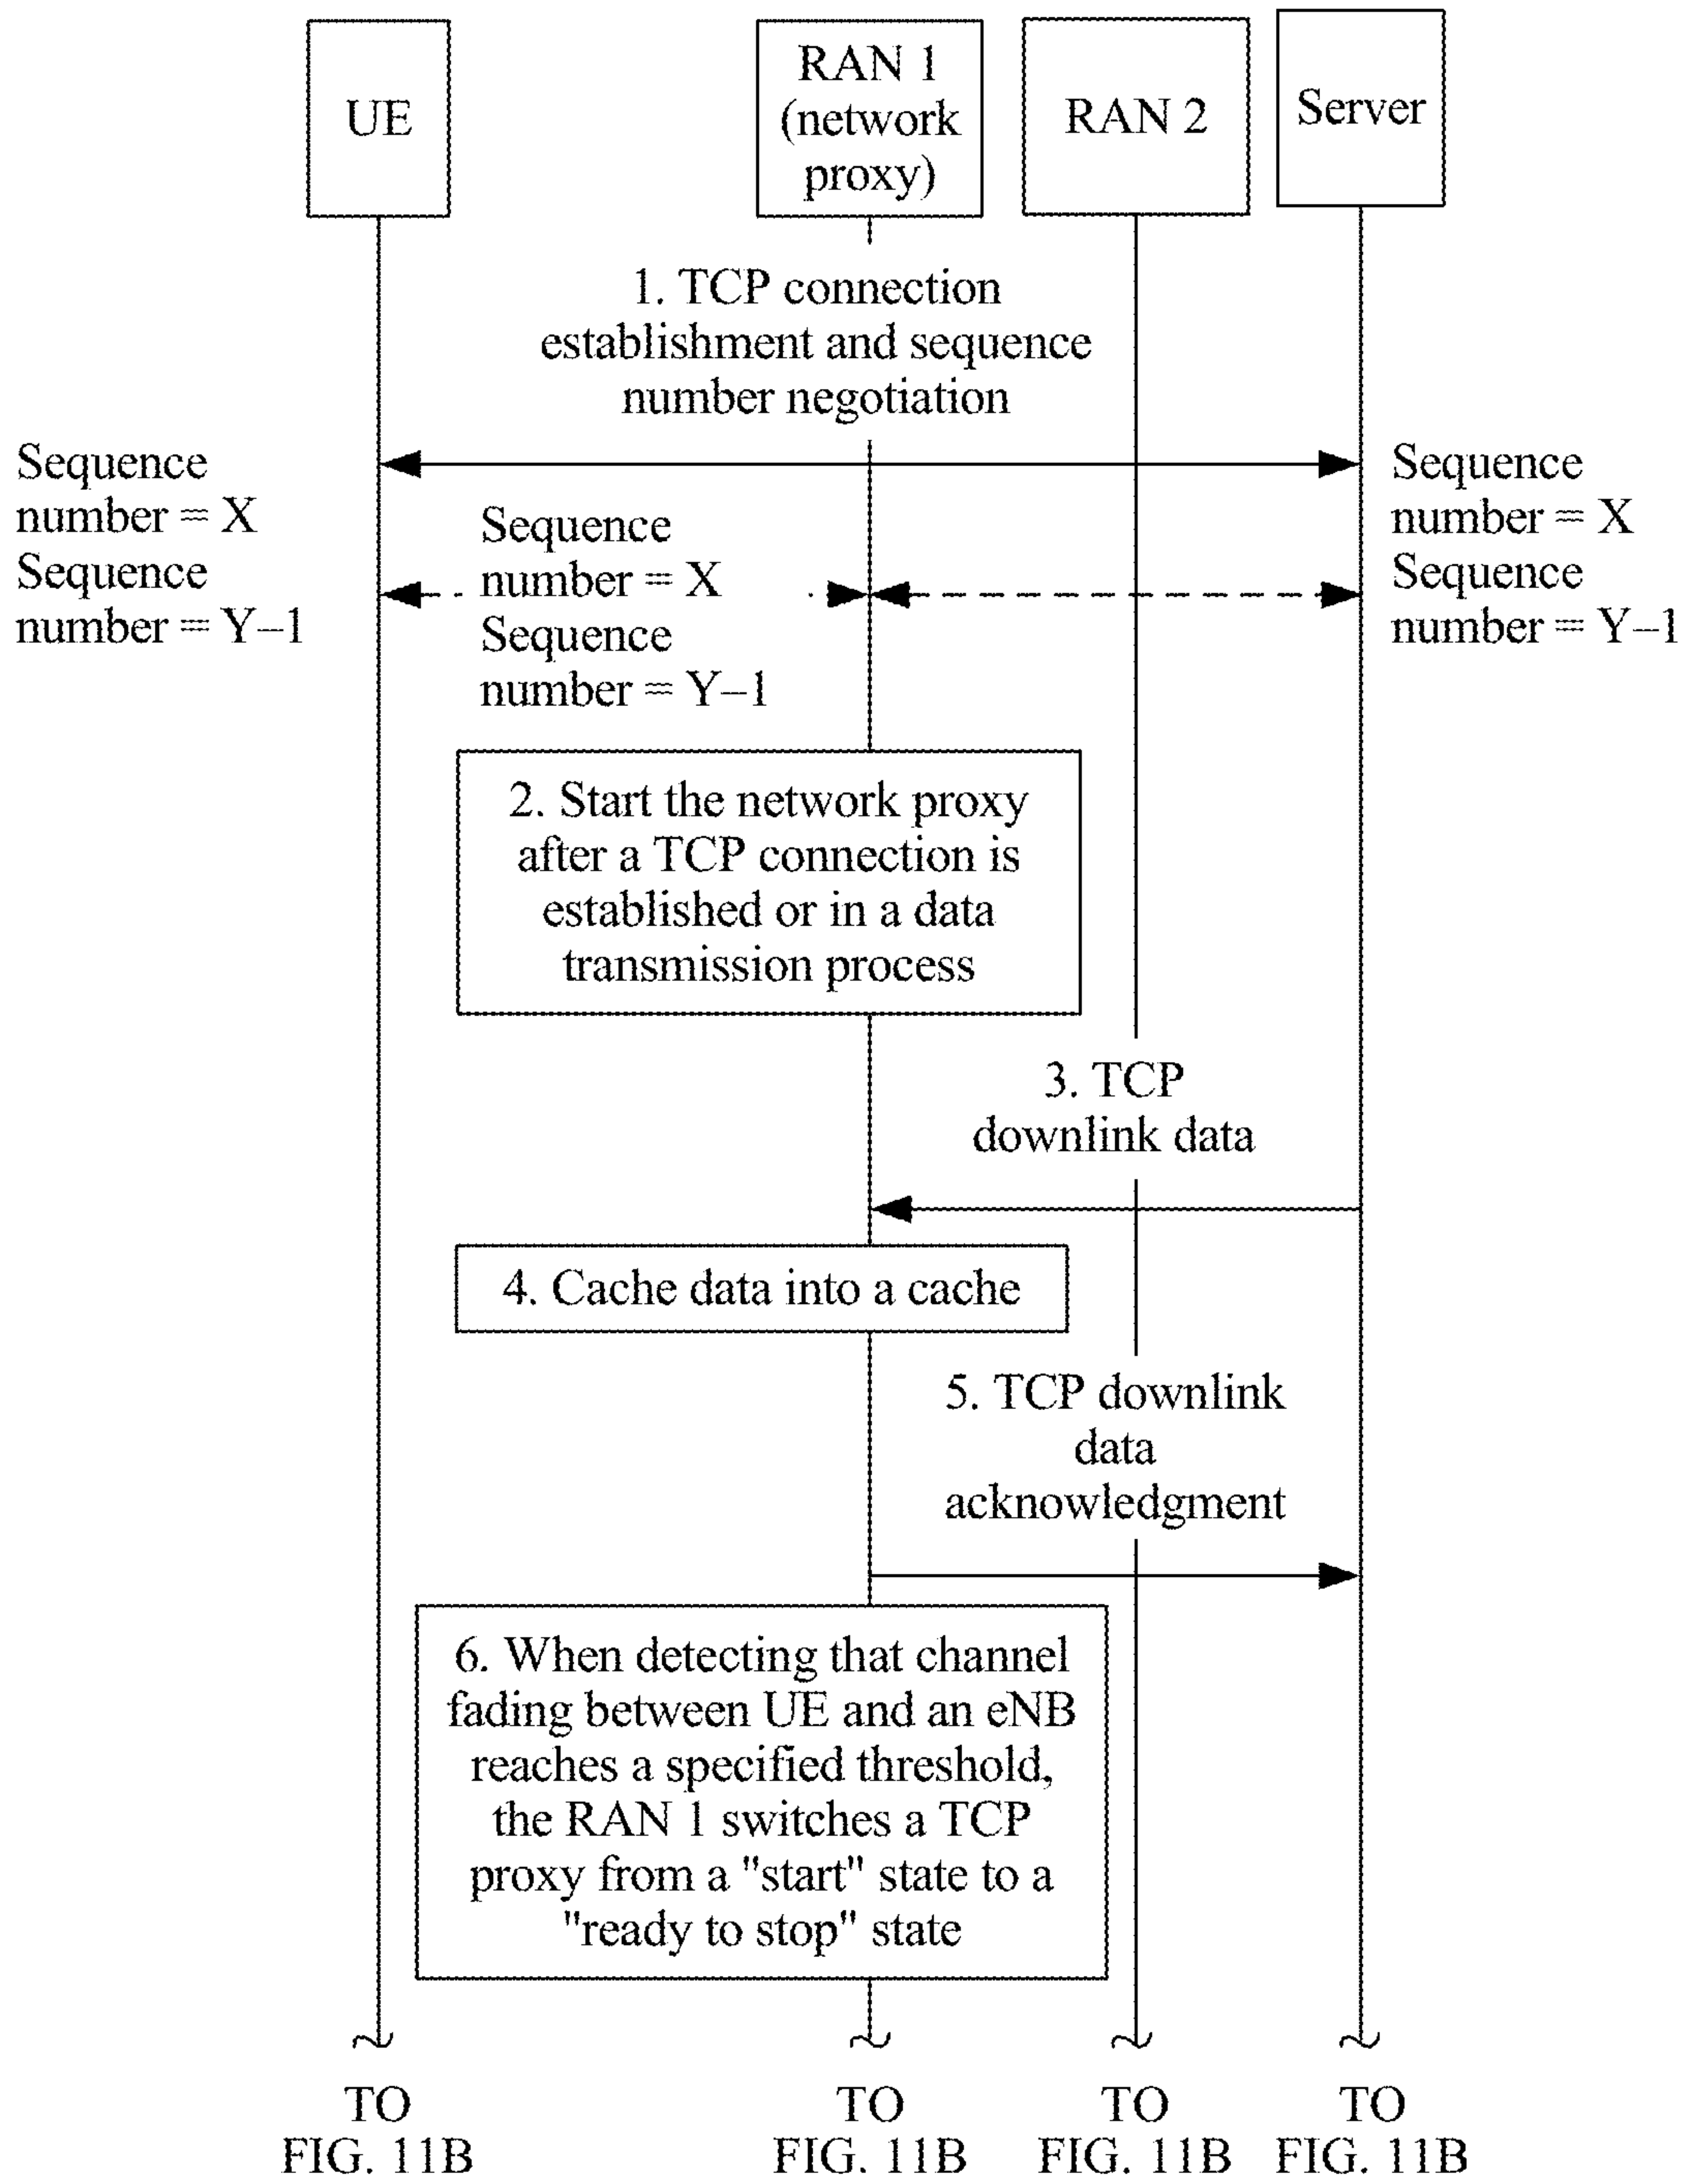 UE
RAN 1
(network
proxy)
RAN 2
Server
1. TCP connection
establishment and sequence
number negotiation
Sequence
number = X
Sequence
number = Y–1
Sequence
number = X
Sequence
number = Y–1
Sequence
number = X
Sequence
number = Y–1
2. Start the network proxy
after a TCP connection is
established or in a data
transmission process
3. TCP
downlink data
4. Cache data into a cache
5. TCP downlink
data
acknowledgment
6. When detecting that channel
fading between UE and an eNB
reaches a specified threshold,
the RAN 1 switches a TCP
proxy from a "start" state to a
"ready to stop" state
TO
FIG. 11B
TO
FIG. 11B
TO
FIG. 11B
TO
FIG. 11B